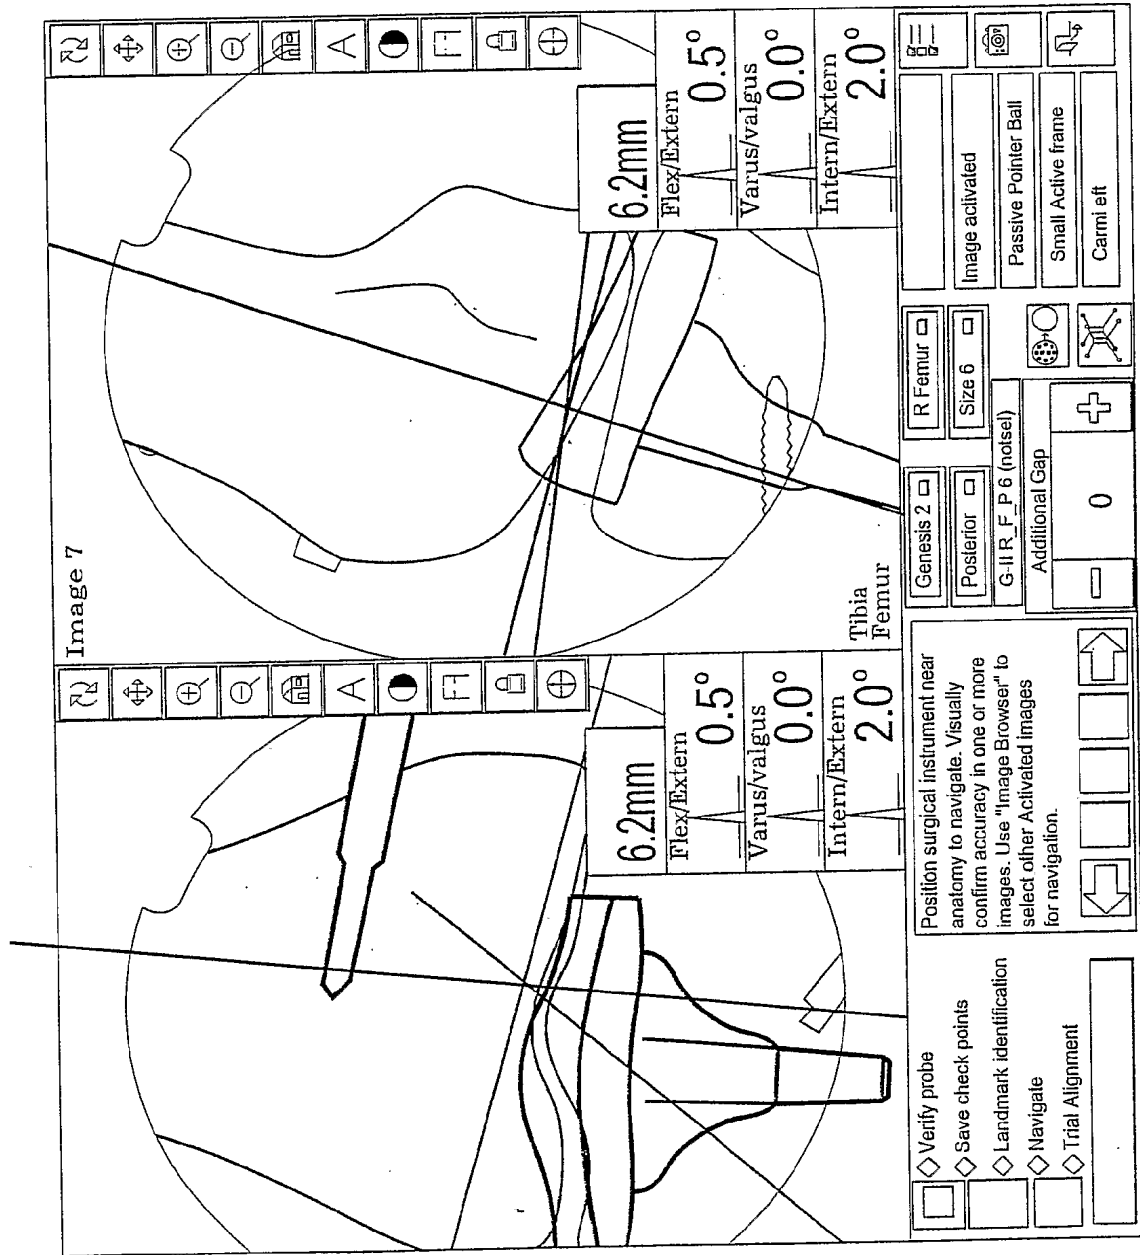 Image 7
6.2mm
Flex/Extern
0.5°
Varus/valgus
0.0°
Intern/Extern
2.0°
6.2mm
Flex/Extern
0.5°
Varus/valgus
0.0°
Intern/Extern
2.0°
Tibia
Femur
A
A
Verify probe
Save check points
Landmark identification
Navigate
Trial Alignment
Position surgical instrument near
anatomy to navigate. Visually
confirm accuracy in one or more
images. Use "Image Browser" to
select other Activated images
for navigation.
Genesis 2
R Femur
Posterior
Size 6
G-II R_F_P 6 (notsel)
Additional Gap
0
Image activated
Passive Pointer Ball
Small Active frame
Carmi eft